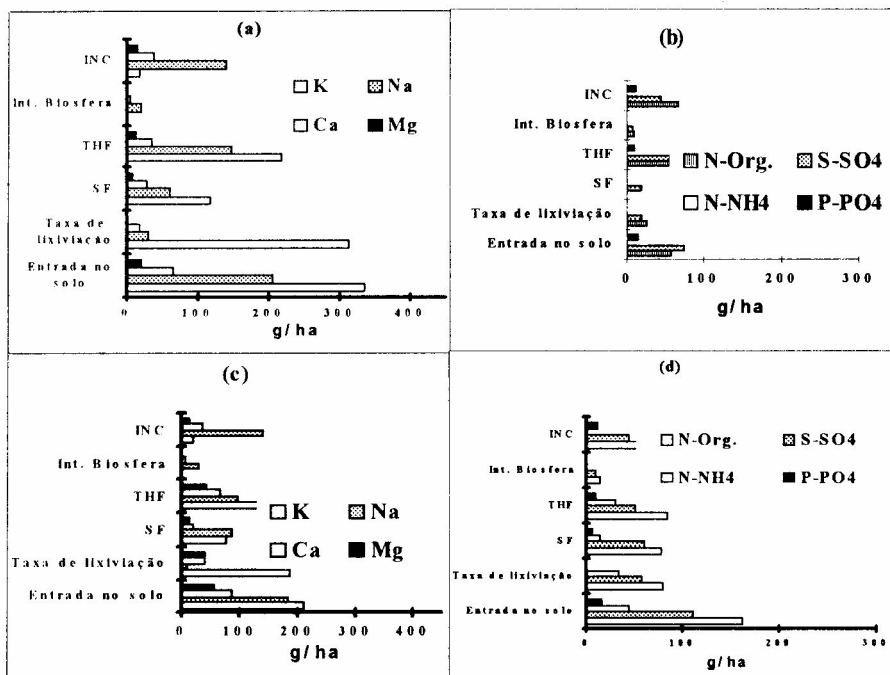 (a)
INC
Int. Biosfera
THF
SF
Taxa de
lixiviação
Entrada no
solo
K
Na
Ca
Mg
0 100 200 300 400
g/ha
(b)
INC
Int. Biosfera
THF
SF
Taxa de lixiviação
Entrada no solo
N-Org.
S-SO4
N-NH4
P-PO4
0 100 200 300
g/ha
(c)
INC
Int. Biosfera
THF
SF
Taxa de lixiviação
Entrada no solo
K
Na
Ca
Mg
0 100 200 300 400
g/ha
(d)
INC
Int. Biosfera
THF
SF
Taxa de lixiviação
Entrada no solo
N-Org.
S-SO4
N-NH4
P-PO4
0 100 200 300
g/ha